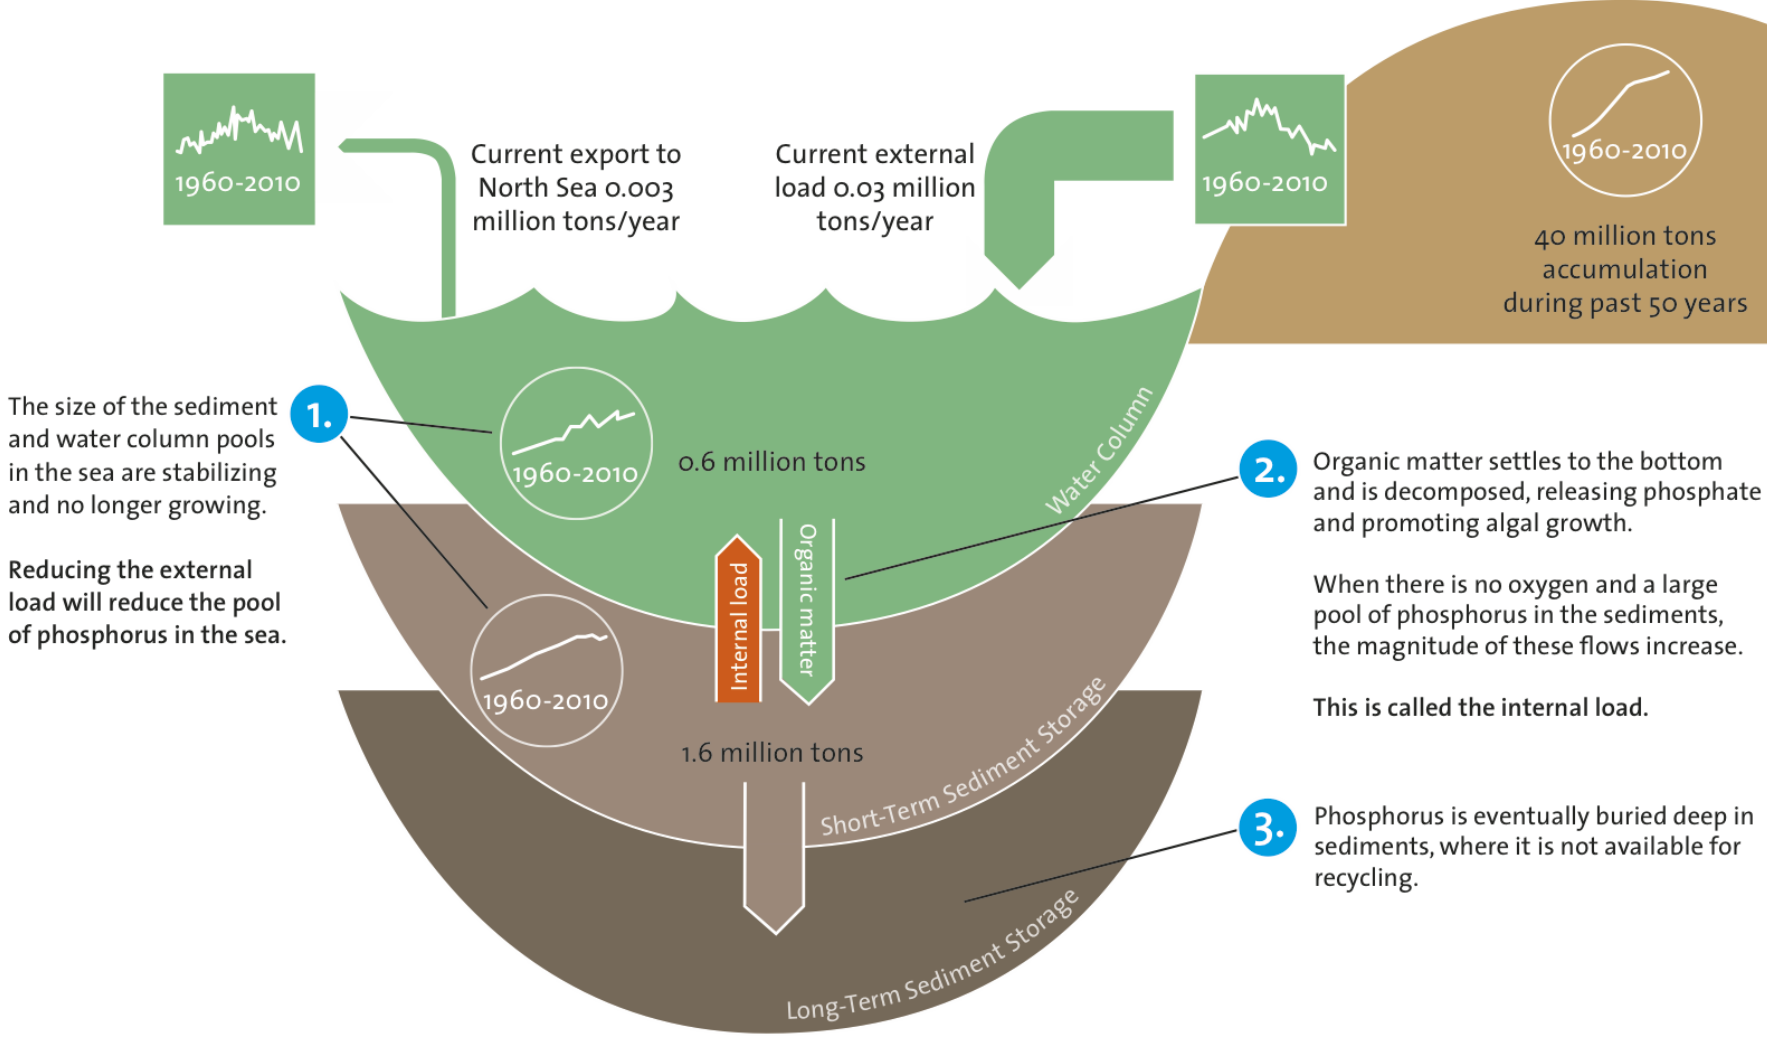 1960-2010
Current export to
North Sea 0.003
million tons/year
Current external
load 0.03 million
tons/year
1960-2010
1960-2010
40 million tons
accumulation
during past 50 years
The size of the sediment
and water column pools
in the sea are stabilizing
and no longer growing.
Reducing the external
load will reduce the pool
of phosphorus in the sea.
1.
1960-2010
0.6 million tons
Water Column
Internal load
Organic matter
2.
Organic matter settles to the bottom
and is decomposed, releasing phosphate
and promoting algal growth.
When there is no oxygen and a large
pool of phosphorus in the sediments,
the magnitude of these flows increase.
This is called the internal load.
1960-2010
1.6 million tons
Short-Term Sediment Storage
3.
Phosphorus is eventually buried deep in
sediments, where it is not available for
recycling.
Long-Term Sediment Storage